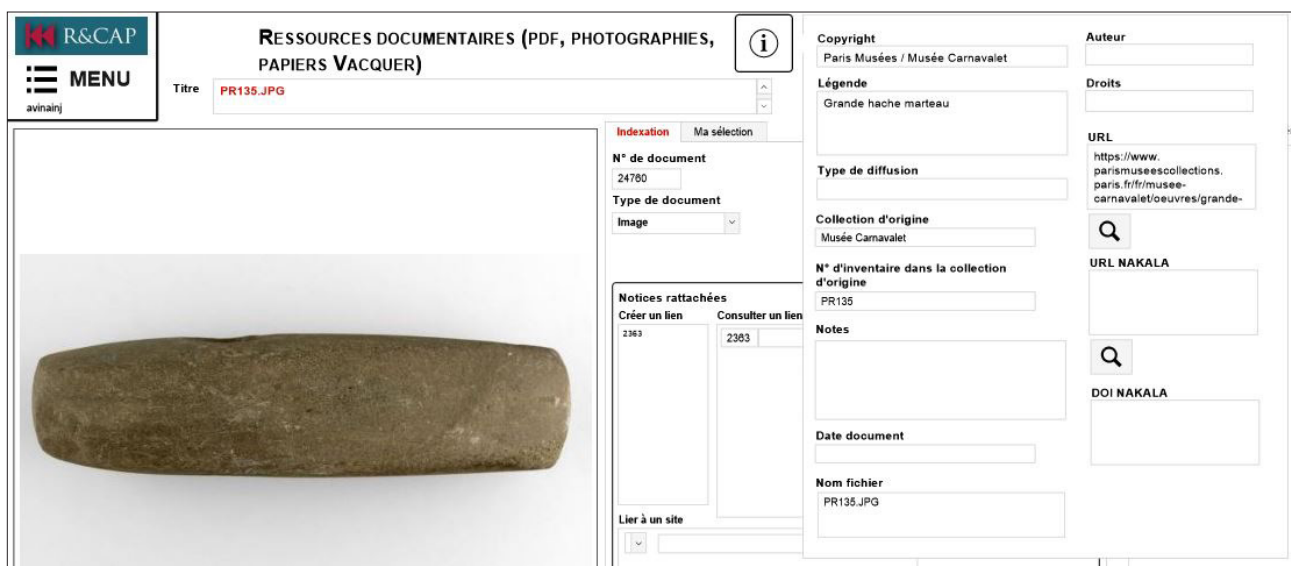 R&CAP
MENU
avinainj
RESSOURCES DOCUMENTAIRES (PDF, PHOTOGRAPHIES,
PAPIERS VACQUER)
i
Titre
PR135.JPG
Indexation
Ma sélection
N° de document
24760
Type de document
Image
Notices rattachées
Créer un lien
Consulter un lien
2363
2363
Lier à un site
Copyright
Paris Musées / Musée Carnavalet
Légende
Grande hache marteau
Type de diffusion
Collection d'origine
Musée Carnavalet
N° d'inventaire dans la collection
d'origine
PR135
Notes
Date document
Nom fichier
PR135.JPG
Auteur
Droits
URL
https://www.
parismuseescollections.
paris.fr/fr/musee-
carnavalet/oeuvres/grande-
URL NAKALA
DOI NAKALA